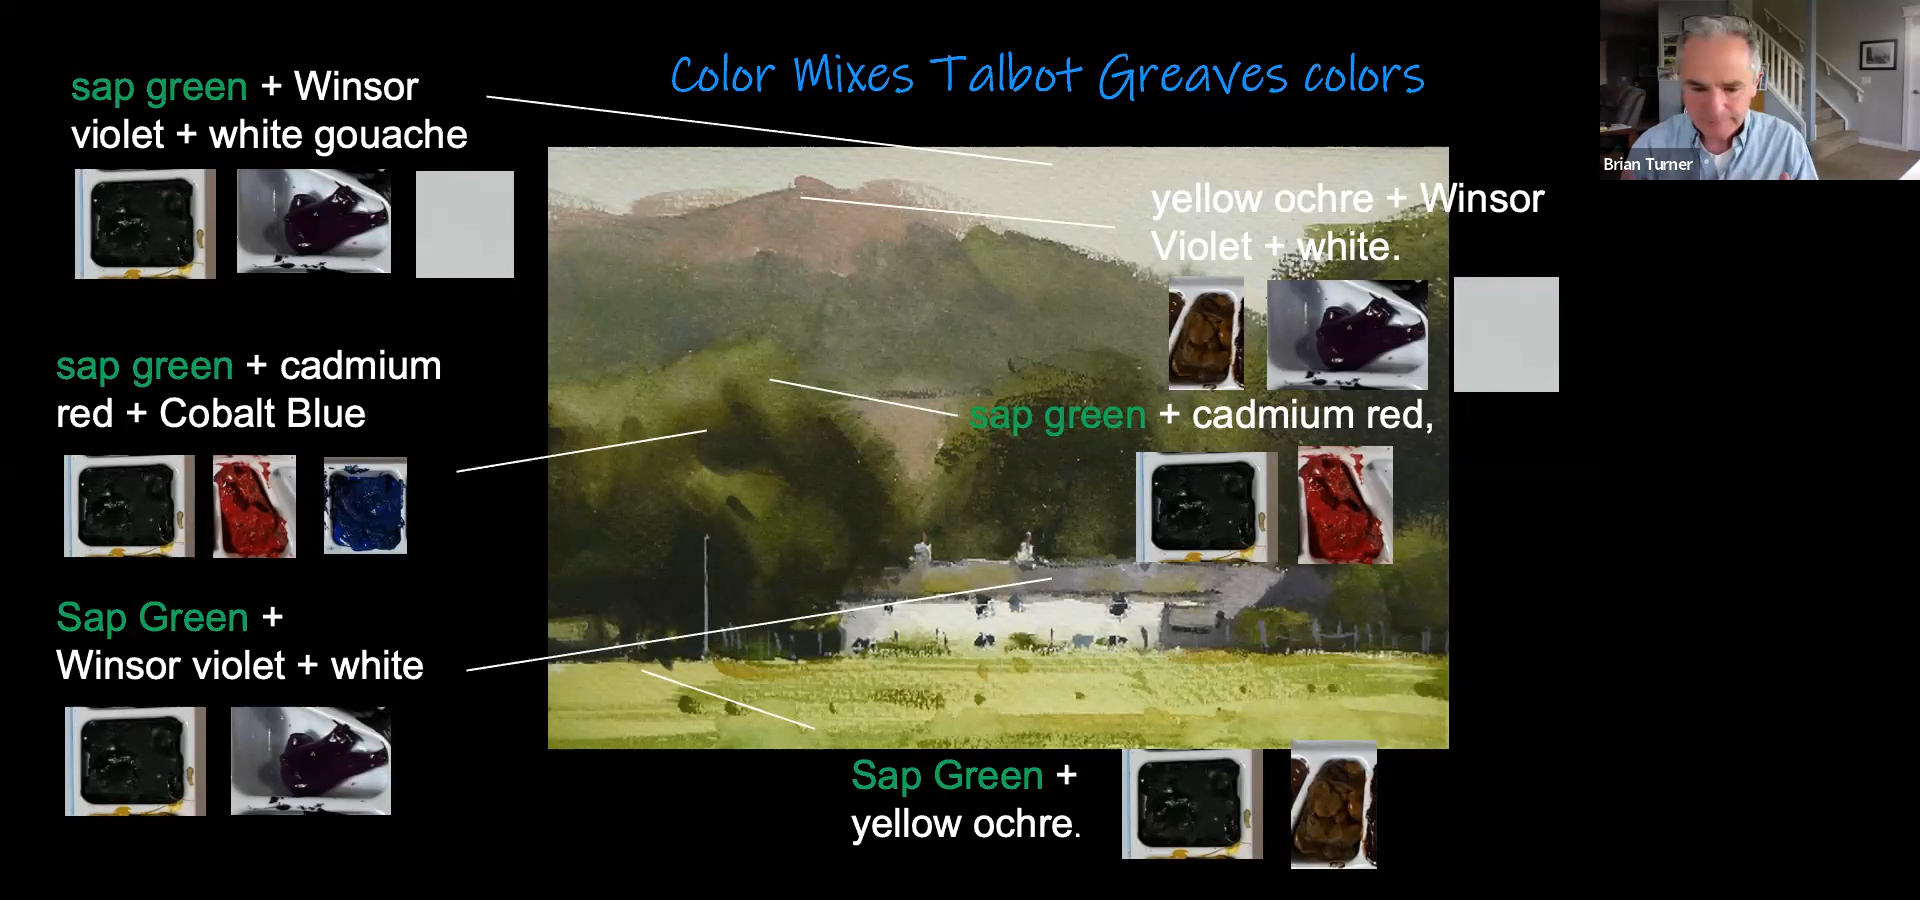 Color Mixes Talbot Greaves colors
sap green + Winsor
violet + white gouache
yellow ochre + Winsor
Violet + white.
sap green + cadmium
red + Cobalt Blue
sap green + cadmium red,
Sap Green +
Winsor violet + white
Sap Green +
yellow ochre.
Brian Turner